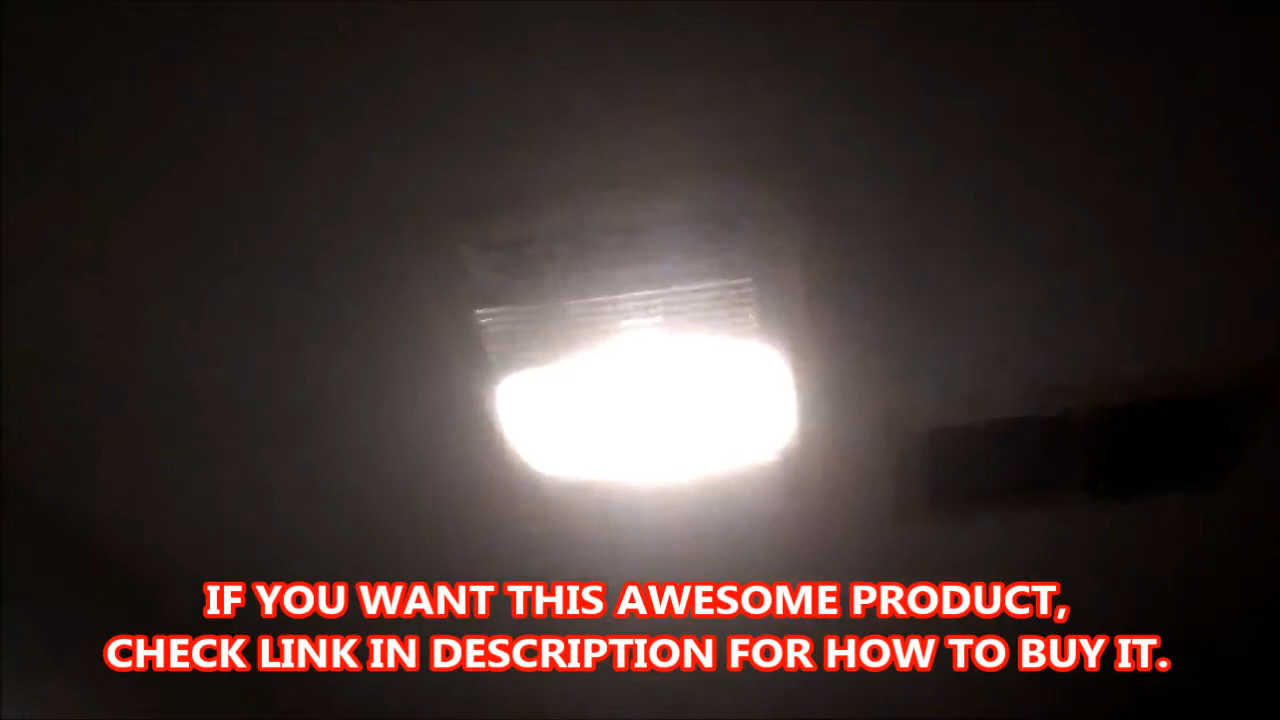 IF YOU WANT THIS AWESOME PRODUCT,
CHECK LINK IN DESCRIPTION FOR HOW TO BUY IT.